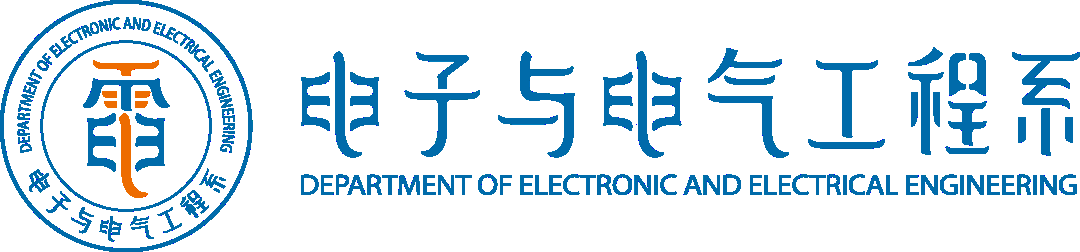 DEPARTMENT OF ELECTRONIC AND ELECTRICAL ENGINEERING
電
电子与电气工程系
电子与电气工程系
DEPARTMENT OF ELECTRONIC AND ELECTRICAL ENGINEERING